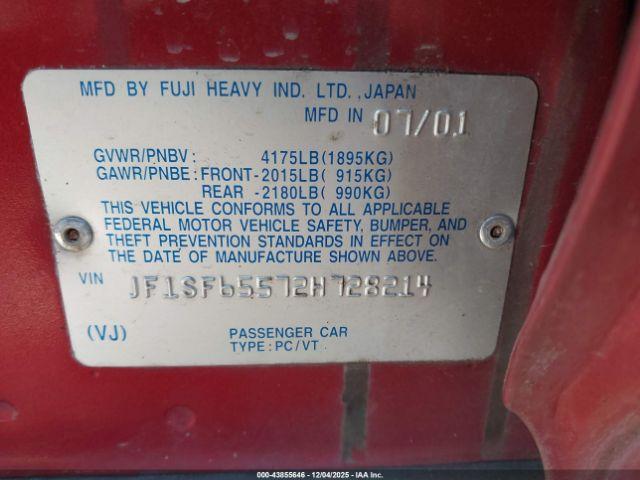 MFD BY FUJI HEAVY IND. LTD.,JAPAN
MFD IN 07/01
GVWR/PNBV: 4175LB(1895KG)
GAWR/PNBE: FRONT-2015LB( 915KG)
REAR -2180LB( 990KG)
THIS VEHICLE CONFORMS TO ALL APPLICABLE
FEDERAL MOTOR VEHICLE SAFETY, BUMPER, AND
THEFT PREVENTION STANDARDS IN EFFECT ON
THE DATE OF MANUFACTURE SHOWN ABOVE.
VIN JF1SF65572H728214
(VJ) PASSENGER CAR
TYPE:PC/VT
000-43855646 - 12/04/2025 - IAA Inc.